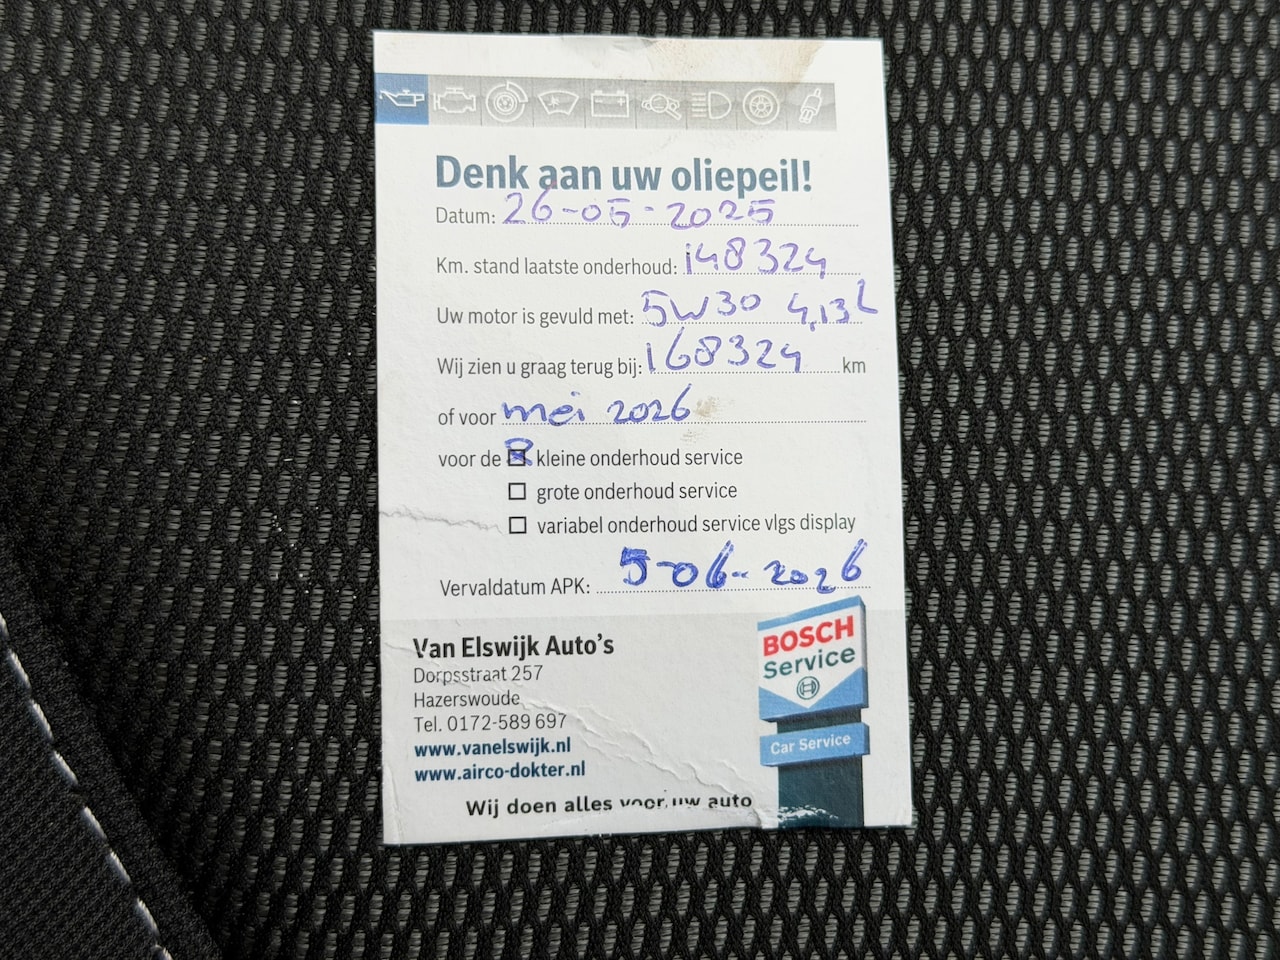 Denk aan uw oliepeil!
Datum: 26-05-2025
Km. stand laatste onderhoud: 148324
Uw motor is gevuld met: 5W30 4,13L
Wij zien u graag terug bij: 168324 km
of voor mei 2026
voor de kleine onderhoud service
grote onderhoud service
variabel onderhoud service vlgs display
Vervaldatum APK: 5-06-2026
Van Elswijk Auto's
Dorpsstraat 257
Hazerswoude
Tel. 0172-589 697
www.vanelswijk.nl
www.airco-dokter.nl
BOSCH
Service
Car Service
Wij doen alles voor uw auto